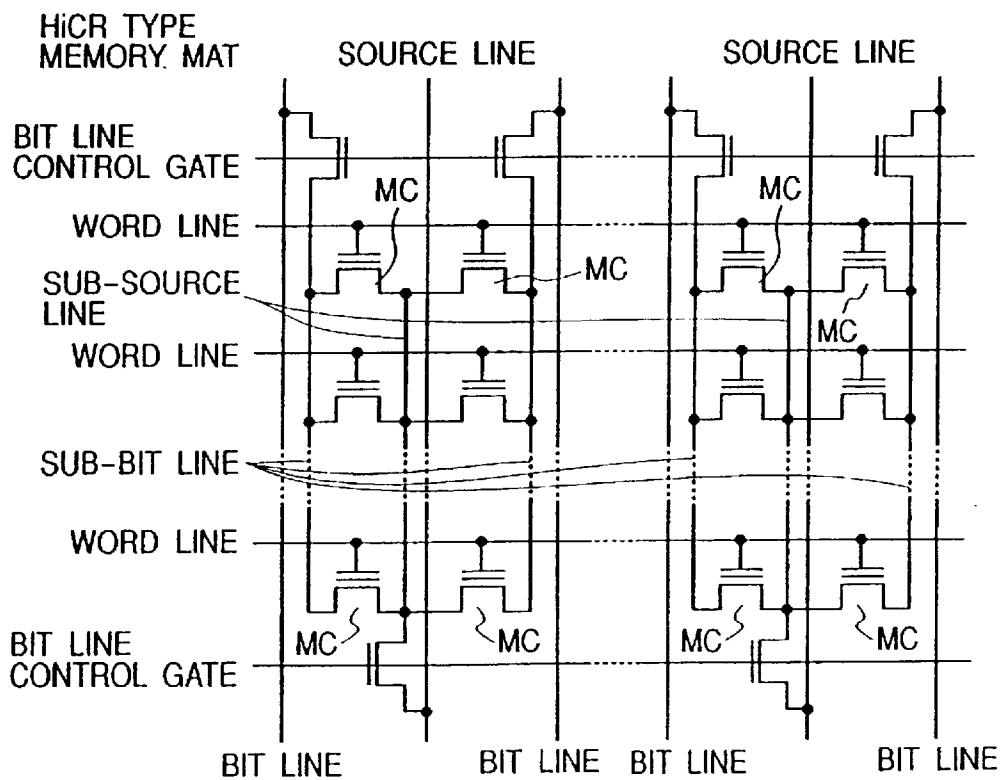 HiCR TYPE
MEMORY MAT
SOURCE LINE
SOURCE LINE
BIT LINE
CONTROL GATE
MC
MC
WORD LINE
MC
SUB-SOURCE
LINE
MC
WORD LINE
SUB-BIT LINE
WORD LINE
MC
MC
MC
MC
BIT LINE
CONTROL GATE
BIT LINE
BIT LINE
BIT LINE
BIT LINE